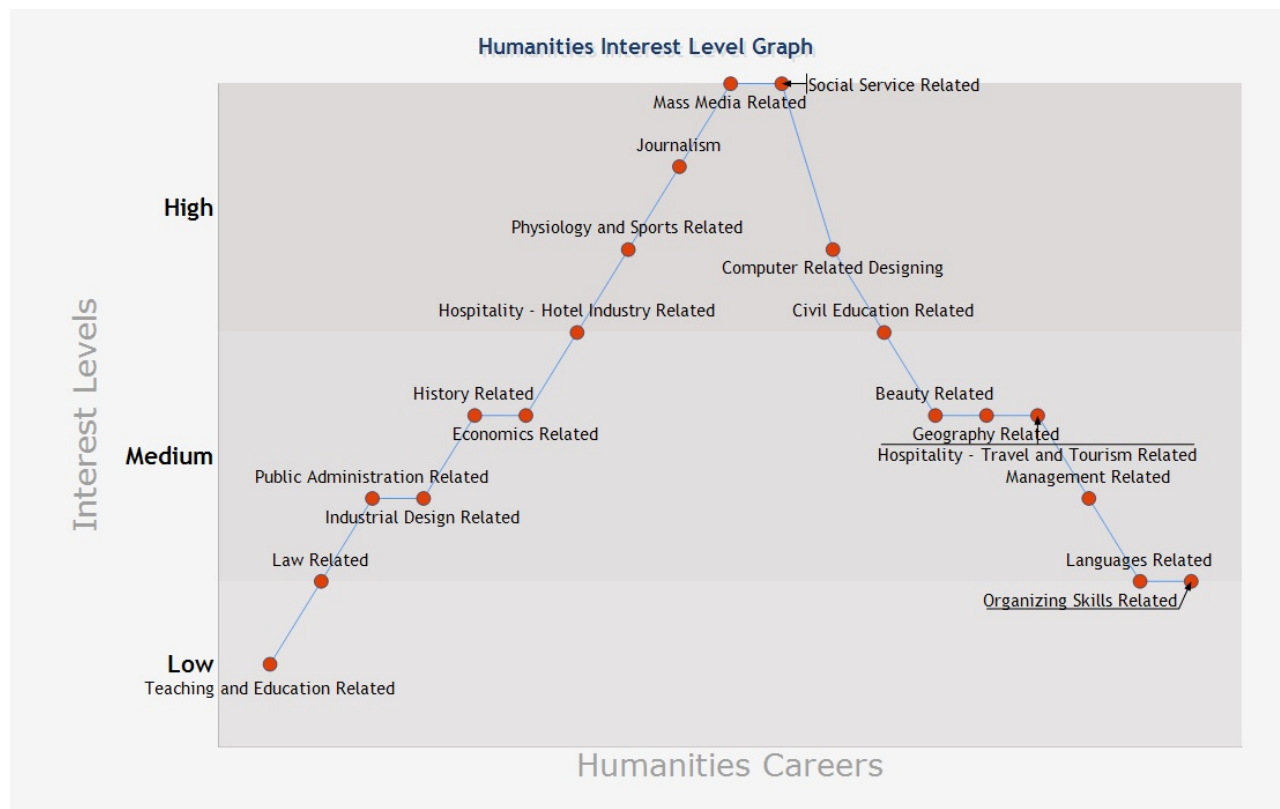 Humanities Interest Level Graph
Social Service Related
Mass Media Related
Journalism
High
Physiology and Sports Related
Computer Related Designing
Hospitality - Hotel Industry Related
Civil Education Related
History Related
Beauty Related
Economics Related
Geography Related
Medium
Hospitality - Travel and Tourism Related
Public Administration Related
Management Related
Industrial Design Related
Law Related
Languages Related
Organizing Skills Related
Low
Teaching and Education Related
Interest Levels
Humanities Careers